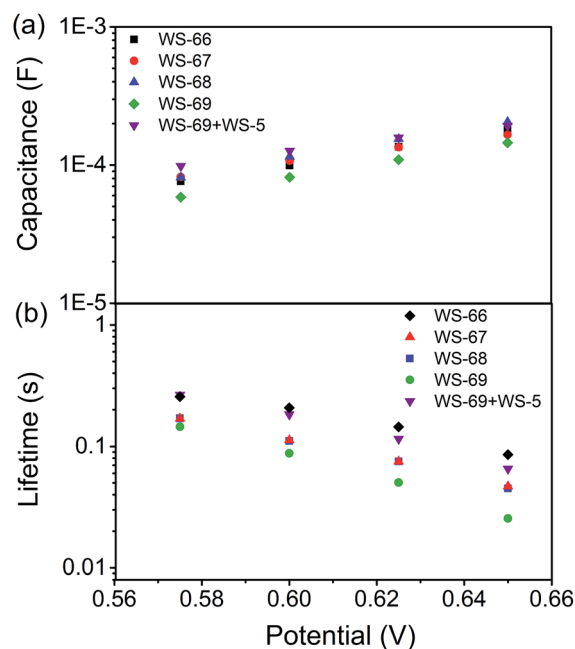 (a)
1E-3
WS-66
WS-67
WS-68
WS-69
WS-69+WS-5
1E-4
Capacitance (F)
1E-5
(b)
1
WS-66
WS-67
WS-68
WS-69
WS-69+WS-5
0.1
Lifetime (s)
0.01
0.56 0.58 0.60 0.62 0.64 0.66
Potential (V)